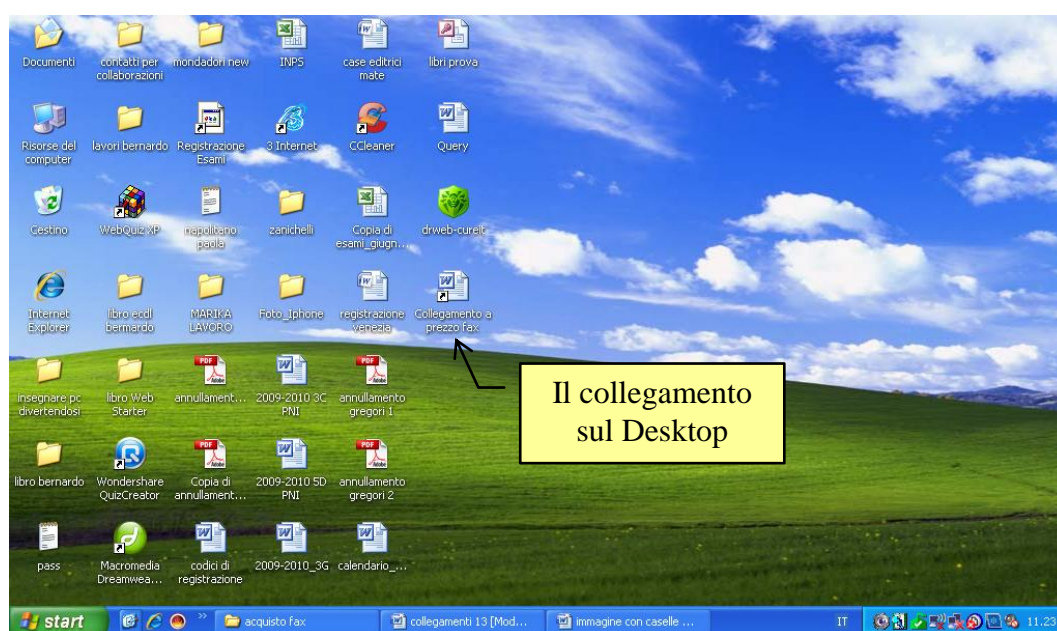 Documenti
contatti per
collaborazioni
mondadori new
INPS
case editrici
mate
libri prova
Risorse del
computer
lavori bernardo
Registrazione
Esami
3 Internet
CCleaner
Query
Cestino
WebQuiz XP
napolitano
paola
zanichelli
Copia di
esami_giugn...
drweb-cureit
Internet
Explorer
libro ecdl
bermardo
MARIKA
LAVORO
Foto_Iphone
registrazione
venezia
Collegamento a
prezzo fax
insegnare pc
divertendosi
libro Web
Starter
annullament...
2009-2010 3C
PNI
annullamento
gregori 1
Il collegamento
sul Desktop
libro bernardo
Wondershare
QuizCreator
Copia di
annullament...
2009-2010 5D
PNI
annullamento
gregori 2
pass
Macromedia
Dreamwea...
codici di
registrazione
2009-2010_3G
calendario_...
start
acquisto fax
collegamenti 13 [Mod...
immagine con caselle ...
IT
11.23